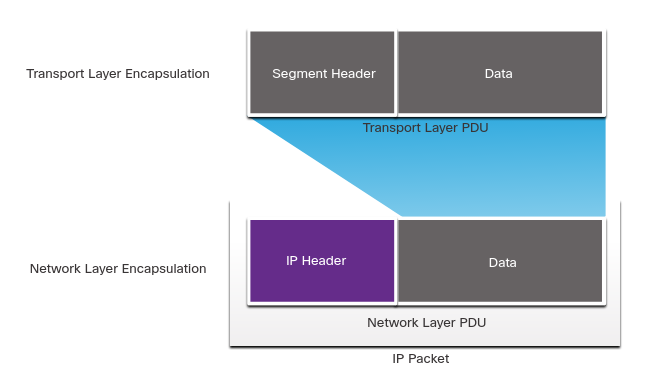 Transport Layer Encapsulation
Segment Header
Data
Transport Layer PDU
Network Layer Encapsulation
IP Header
Data
Network Layer PDU
IP Packet